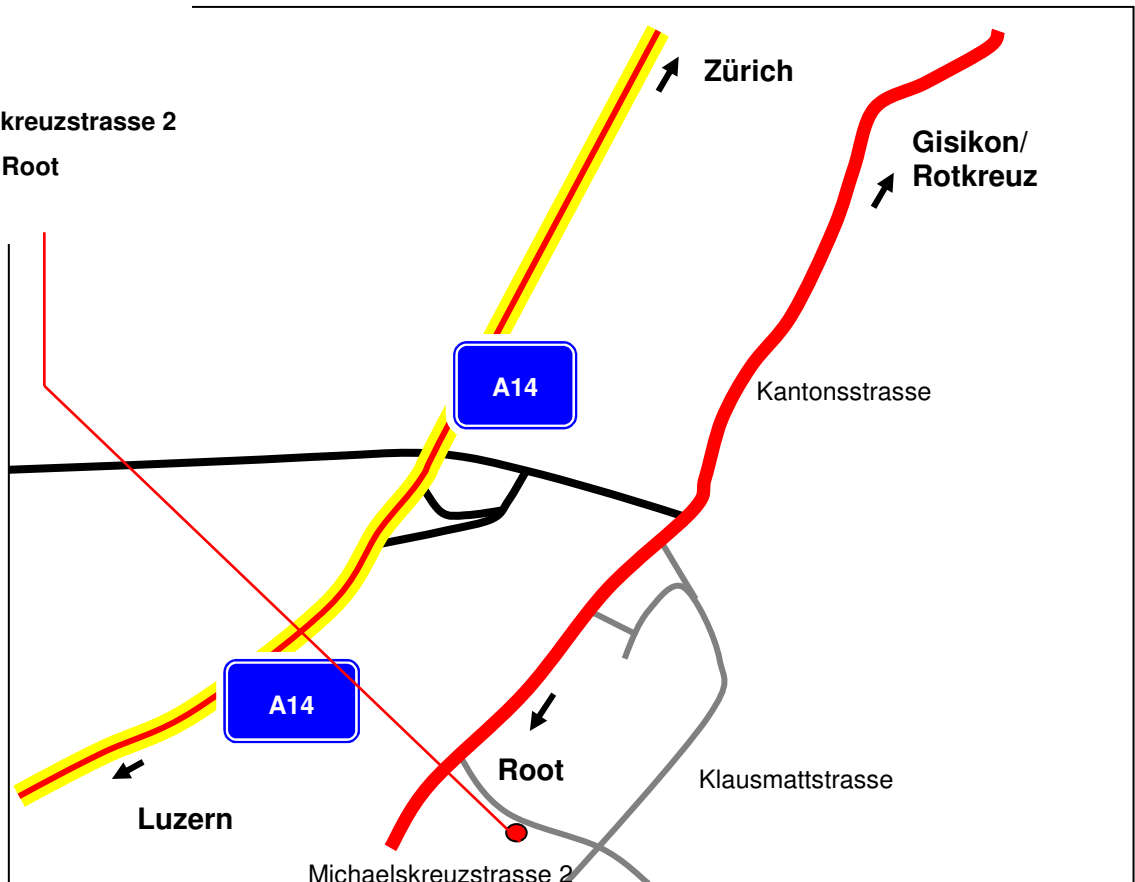 Zürich
kreuzstrasse 2
Root
Gisikon/
Rotkreuz
A14
Kantonsstrasse
A14
Root
Klausmattstrasse
Luzern
Michaelskreuzstrasse 2